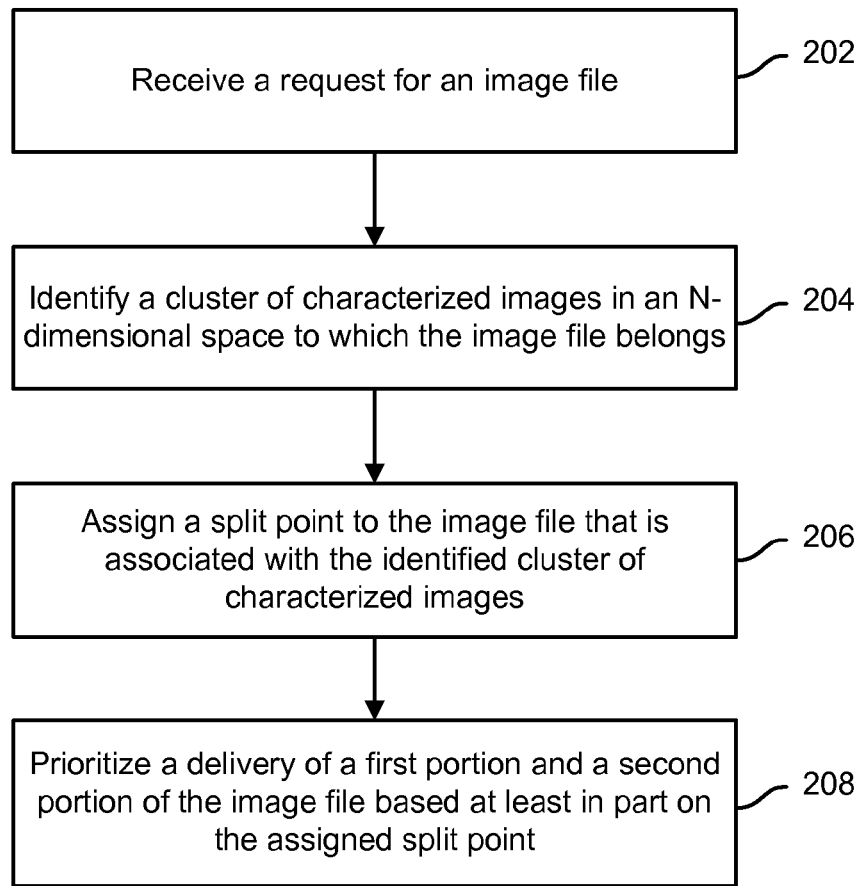 Receive a request for an image file
202
Identify a cluster of characterized images in an N-
dimensional space to which the image file belongs
204
Assign a split point to the image file that is
associated with the identified cluster of
characterized images
206
Prioritize a delivery of a first portion and a second
portion of the image file based at least in part on
the assigned split point
208